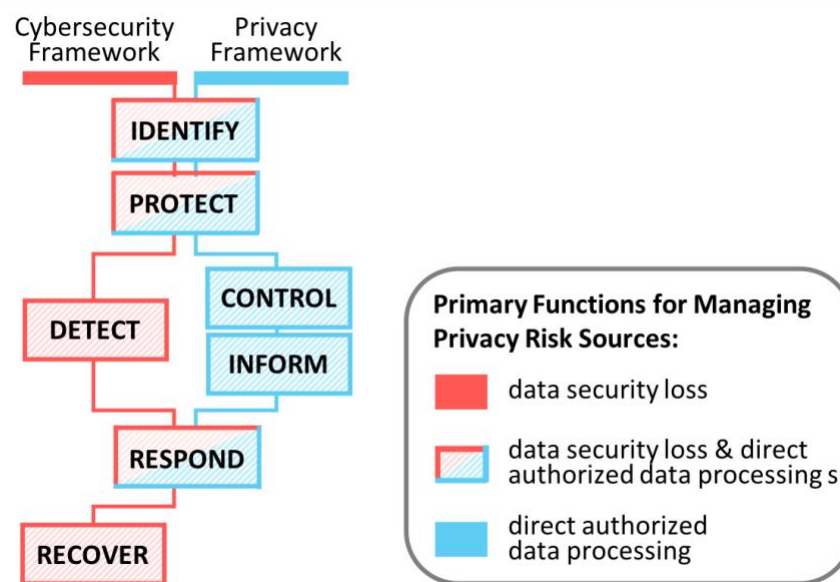 Cybersecurity
Framework
Privacy
Framework
IDENTIFY
PROTECT
CONTROL
DETECT
INFORM
RESPOND
RECOVER
Primary Functions for Managing
Privacy Risk Sources:
data security loss
data security loss & direct
authorized data processing s
direct authorized
data processing